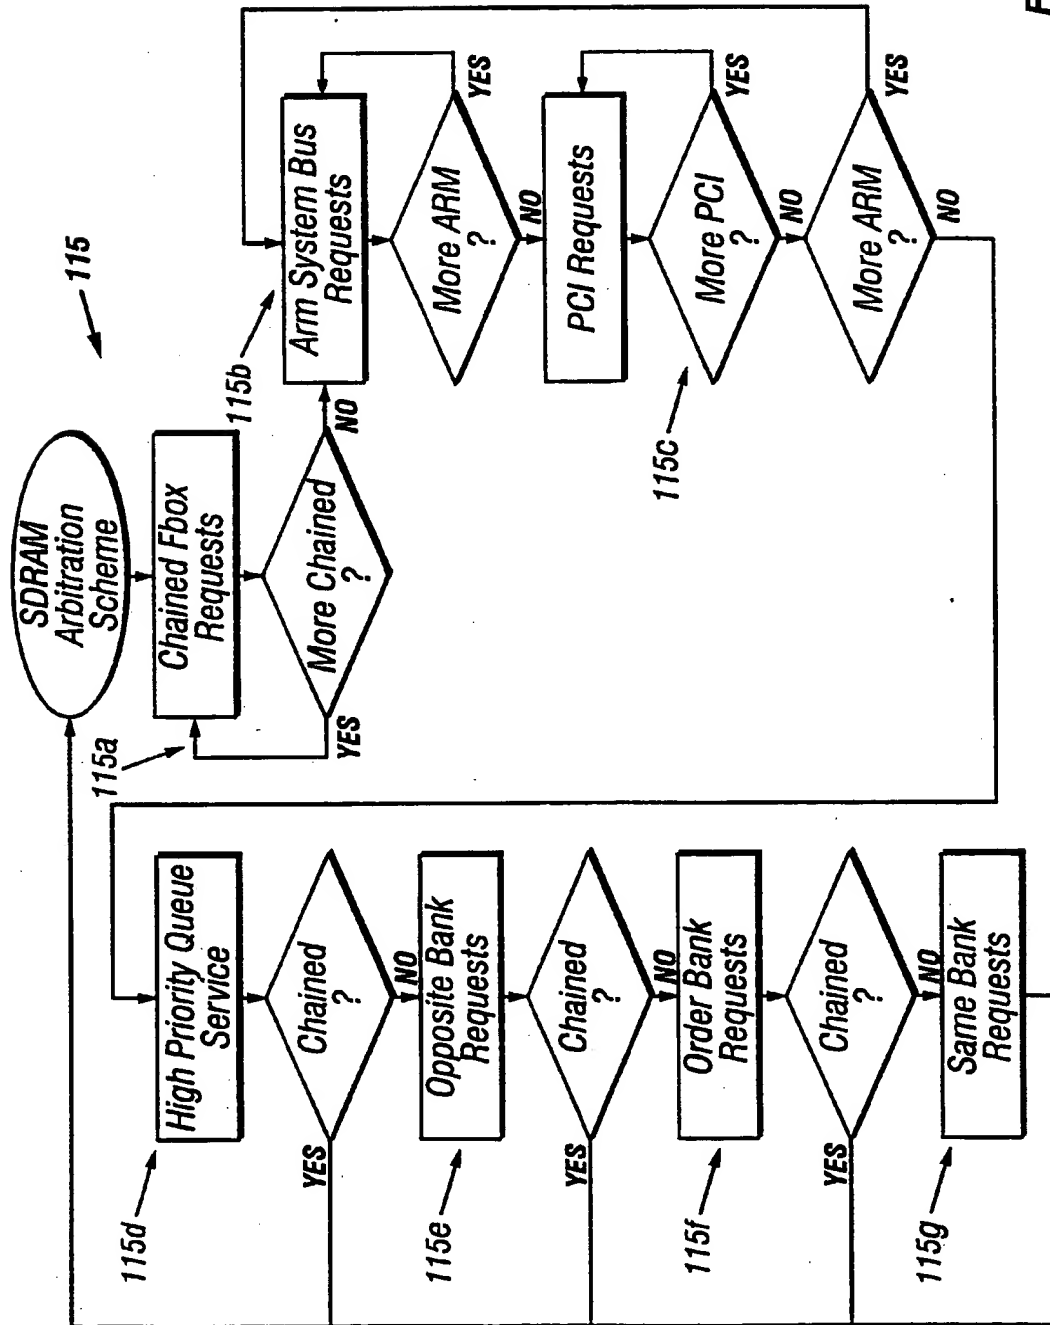 SDRAM
Arbitration
Scheme
115
Chained Fbox
Requests
115a
More Chained
?
YES
NO
115b
Arm System Bus
Requests
More ARM
?
YES
NO
PCI Requests
115c
More PCI
?
YES
NO
More ARM
?
YES
NO
115d
High Priority Queue
Service
Chained
?
YES
NO
115e
Opposite Bank
Requests
Chained
?
YES
NO
115f
Order Bank
Requests
Chained
?
YES
NO
115g
Same Bank
Requests